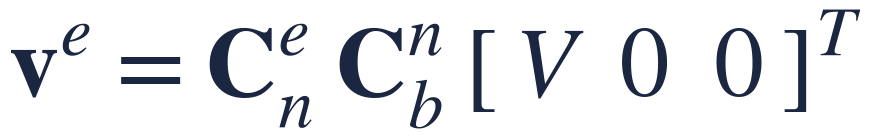 v^e = C_n^e C_b^n [ V 0 0 ]^T